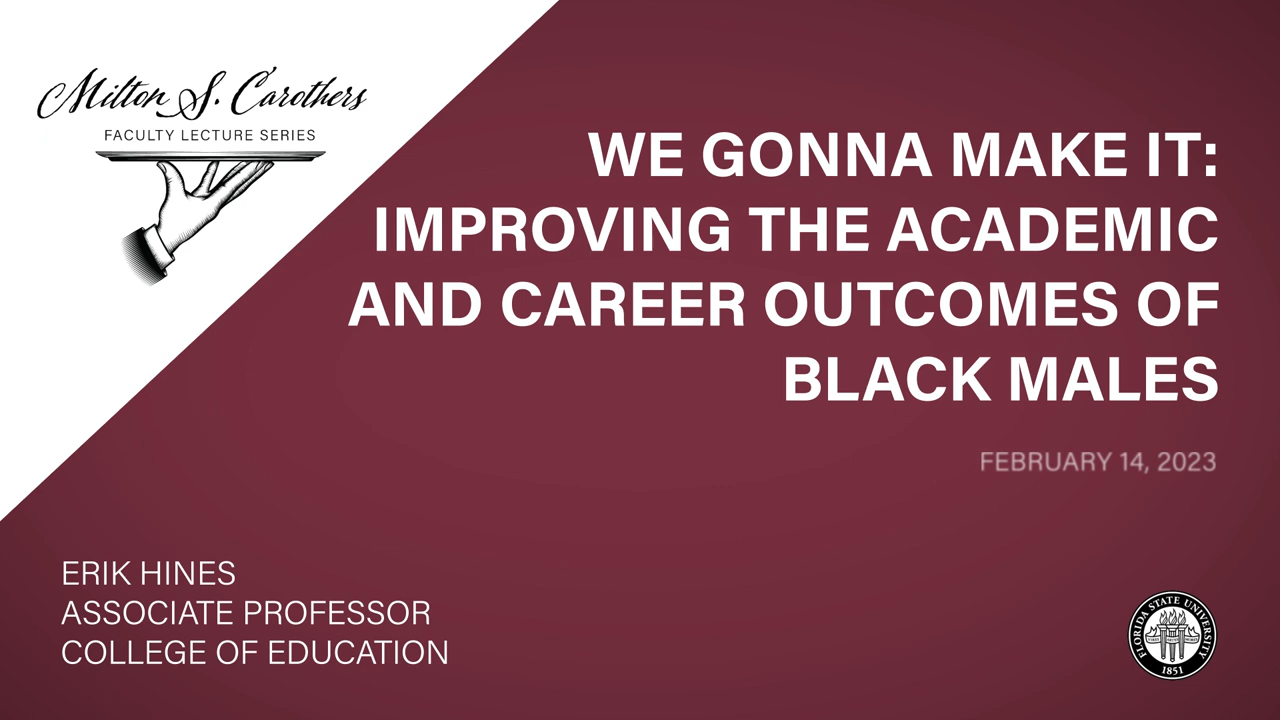 Milton S. Carothers
FACULTY LECTURE SERIES
WE GONNA MAKE IT:
IMPROVING THE ACADEMIC
AND CAREER OUTCOMES OF
BLACK MALES
FEBRUARY 14, 2023
ERIK HINES
ASSOCIATE PROFESSOR
COLLEGE OF EDUCATION
FLORIDA STATE UNIVERSITY
1851